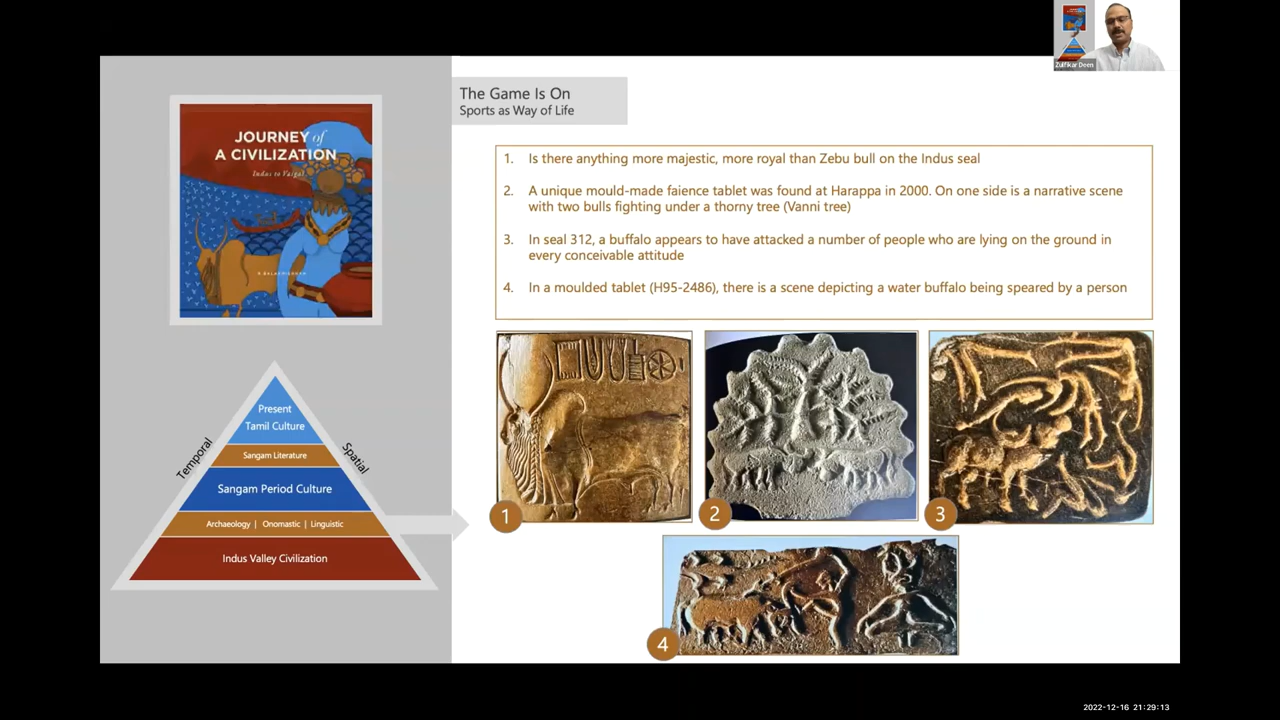 Zulfikar Deen
The Game Is On
Sports as Way of Life
JOURNEY of
A CIVILIZATION
Indus to Vaigai
R BALAKRISHNAN
1. Is there anything more majestic, more royal than Zebu bull on the Indus seal
2. A unique mould-made faience tablet was found at Harappa in 2000. On one side is a narrative scene
with two bulls fighting under a thorny tree (Vanni tree)
3. In seal 312, a buffalo appears to have attacked a number of people who are lying on the ground in
every conceivable attitude
4. In a moulded tablet (H95-2486), there is a scene depicting a water buffalo being speared by a person
Temporal
Spatial
Present
Tamil Culture
Sangam Literature
Sangam Period Culture
Archaeology | Onomastic | Linguistic
Indus Valley Civilization
1
2
3
4
2022-12-16 21:29:13